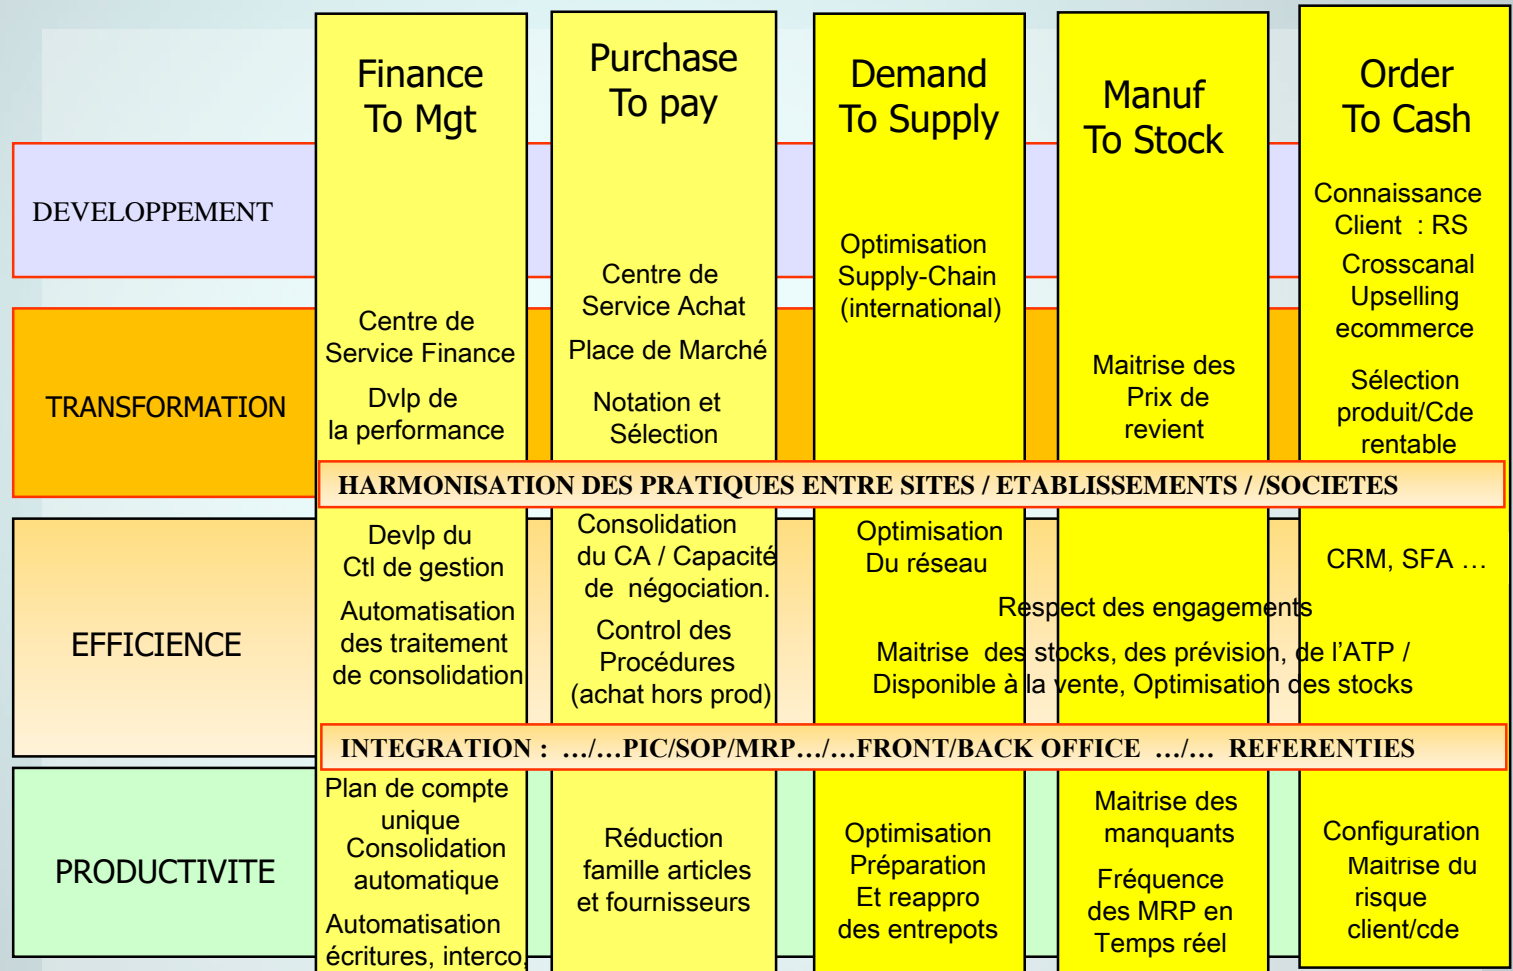 Finance
To Mgt
Purchase
To pay
Demand
To Supply
Manuf
To Stock
Order
To Cash
DEVELOPPEMENT
Optimisation
Supply-Chain
(international)
Connaissance
Client : RS
Crosscanal
Upselling
ecommerce
TRANSFORMATION
Centre de
Service Finance
Dvlp de
la performance
Centre de
Service Achat
Place de Marché
Notation et
Sélection
Maitrise des
Prix de
revient
Sélection
produit/Cde
rentable
HARMONISATION DES PRATIQUES ENTRE SITES / ETABLISSEMENTS / /SOCIETES
EFFICIENCE
Devlp du
Ctl de gestion
Automatisation
des traitement
de consolidation
Consolidation
du CA / Capacité
de négociation.
Control des
Procédures
(achat hors prod)
Optimisation
Du réseau
CRM, SFA …
Respect des engagements
Maitrise des stocks, des prévision, de l’ATP /
Disponible à la vente, Optimisation des stocks
INTEGRATION : …/…PIC/SOP/MRP…/…FRONT/BACK OFFICE …/… REFERENTIES
PRODUCTIVITE
Plan de compte
unique
Consolidation
automatique
Automatisation
écritures, interco,
Réduction
famille articles
et fournisseurs
Optimisation
Préparation
Et reappro
des entrepots
Maitrise des
manquants
Fréquence
des MRP en
Temps réel
Configuration
Maitrise du
risque
client/cde